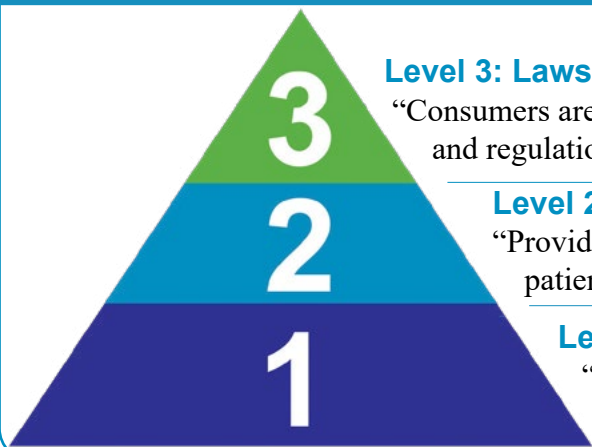 3
Level 3: Laws
“Consumers are
and regulatio
2
Level 2
“Provid
patien
1
Le
“